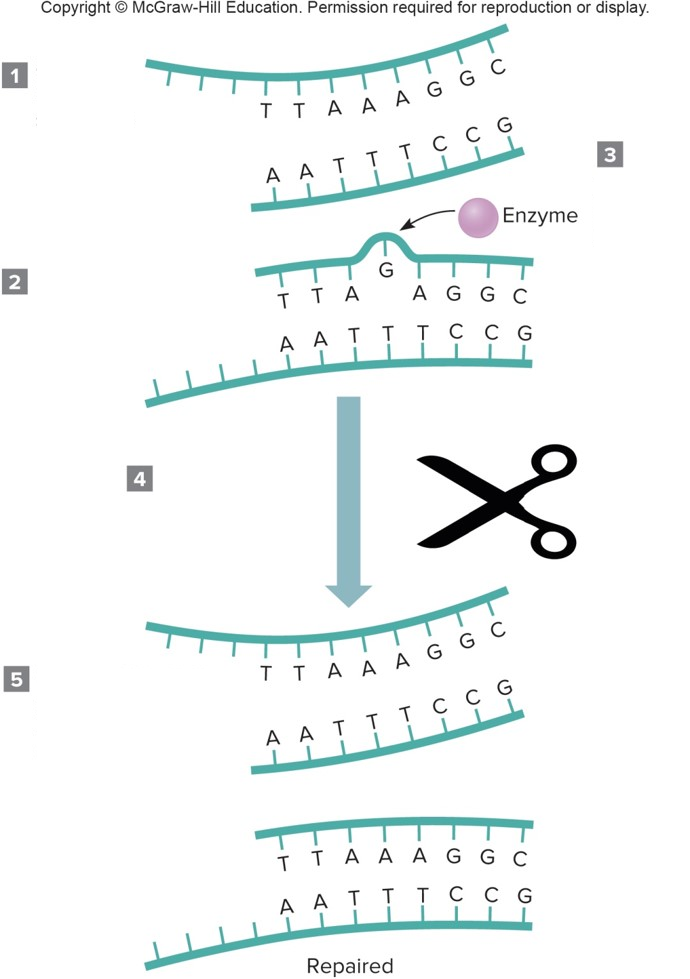 Copyright © McGraw-Hill Education. Permission required for reproduction or display.
1
T T A A A G G C
A A T T T C C G
3
Enzyme
2
T T A G A G G C
A A T T T C C G
4
5
T T A A A G G C
A A T T T C C G
T T A A A G G C
A A T T T C C G
Repaired